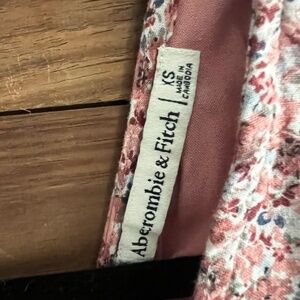 Abercrombie & Fitch
XS
MADE IN
CAMBODIA